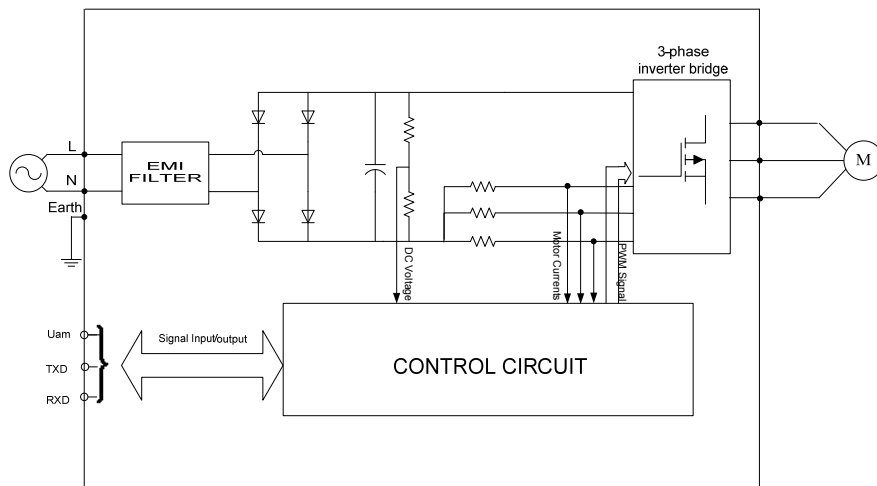 3-phase
inverter bridge
L
EMI
FILTER
N
Earth
M
DC Voltage
Motor Currents
PWM Signal
Uam
Signal Input/output
TXD
CONTROL CIRCUIT
RXD